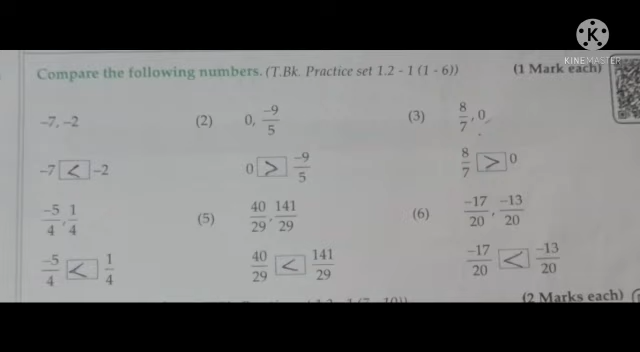 KINEMASTER
Compare the following numbers. (T.Bk. Practice set 1.2 - 1 (1 - 6)) (1 Mark each)
-7, -2 (2) 0, -9/5 (3) 8/7, 0
-7 < -2 0 > -9/5 8/7 > 0
-5/4, 1/4 (5) 40/29, 141/29 (6) -17/20, -13/20
-5/4 < 1/4 40/29 < 141/29 -17/20 < -13/20
(2 Marks each)